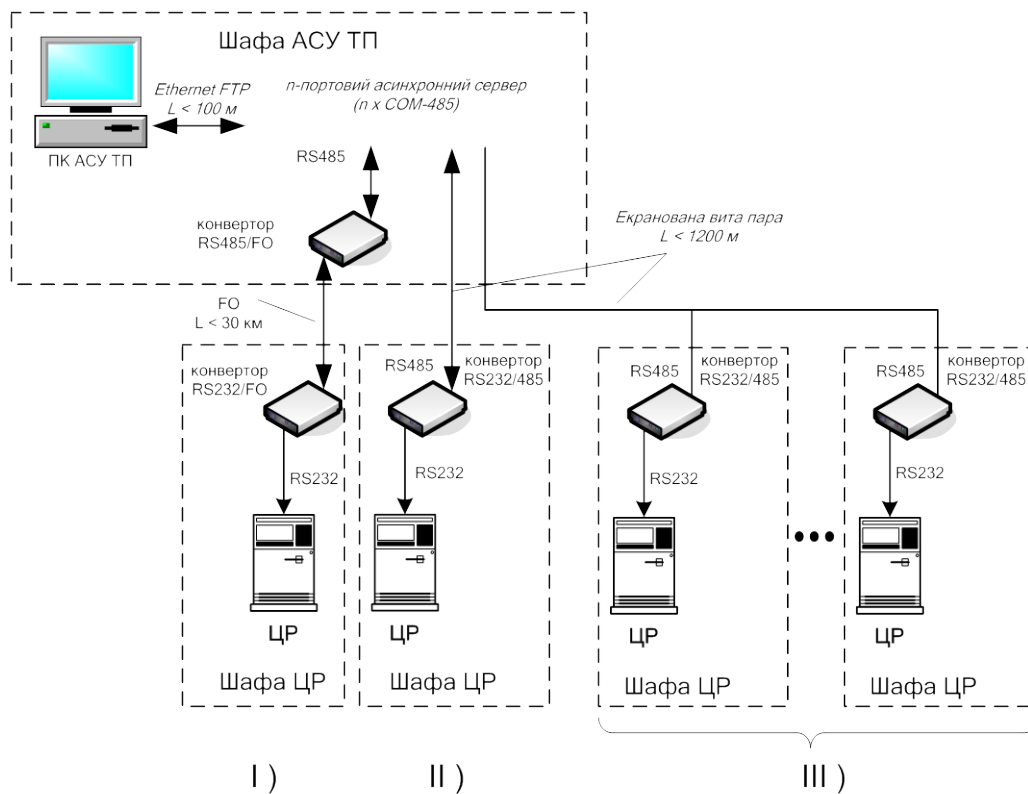 Шафа АСУ ТП
Ethernet FTP
L < 100 м
n-портовий асинхронний сервер
(n x COM-485)
ПК АСУ ТП
RS485
конвертор
RS485/FO
Екранована вита пара
L < 1200 м
FO
L < 30 км
конвертор
RS232/FO
RS485
конвертор
RS232/485
RS485
конвертор
RS232/485
RS485
конвертор
RS232/485
RS232
RS232
RS232
RS232
ЦР
ЦР
ЦР
ЦР
Шафа ЦР
Шафа ЦР
Шафа ЦР
Шафа ЦР
I )
II )
III )